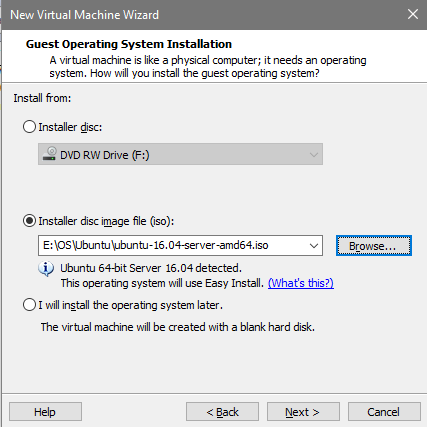 New Virtual Machine Wizard
Guest Operating System Installation
A virtual machine is like a physical computer; it needs an operating
system. How will you install the guest operating system?
Install from:
Installer disc:
DVD RW Drive (F:)
Installer disc image file (iso):
E:\OS\Ubuntu\ubuntu-16.04-server-amd64.iso
Browse...
Ubuntu 64-bit Server 16.04 detected.
This operating system will use Easy Install. (What's this?)
I will install the operating system later.
The virtual machine will be created with a blank hard disk.
Help
< Back
Next >
Cancel